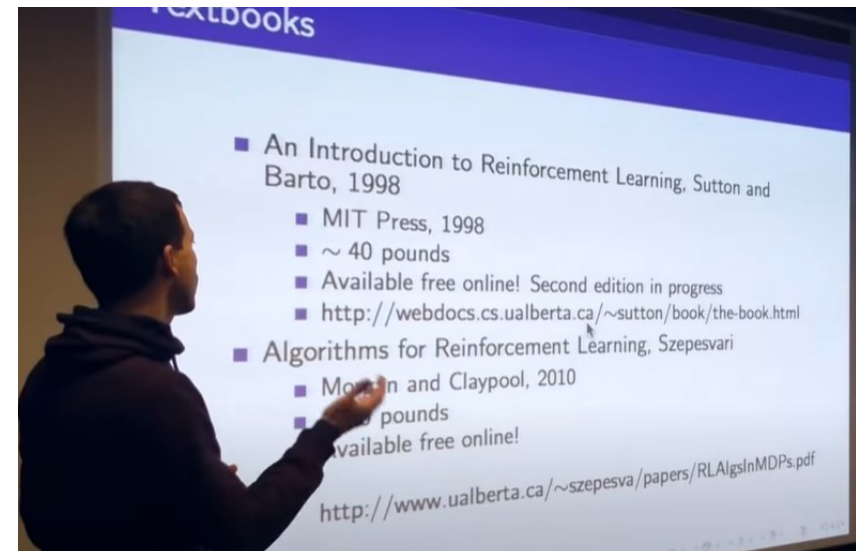 Textbooks
An Introduction to Reinforcement Learning, Sutton and
Barto, 1998
MIT Press, 1998
~ 40 pounds
Available free online! Second edition in progress
http://webdocs.cs.ualberta.ca/~sutton/book/the-book.html
Algorithms for Reinforcement Learning, Szepesvari
and Claypool, 2010
pounds
Available free online!
http://www.ualberta.ca/~szepesva/papers/RLAlgsInMDPs.pdf